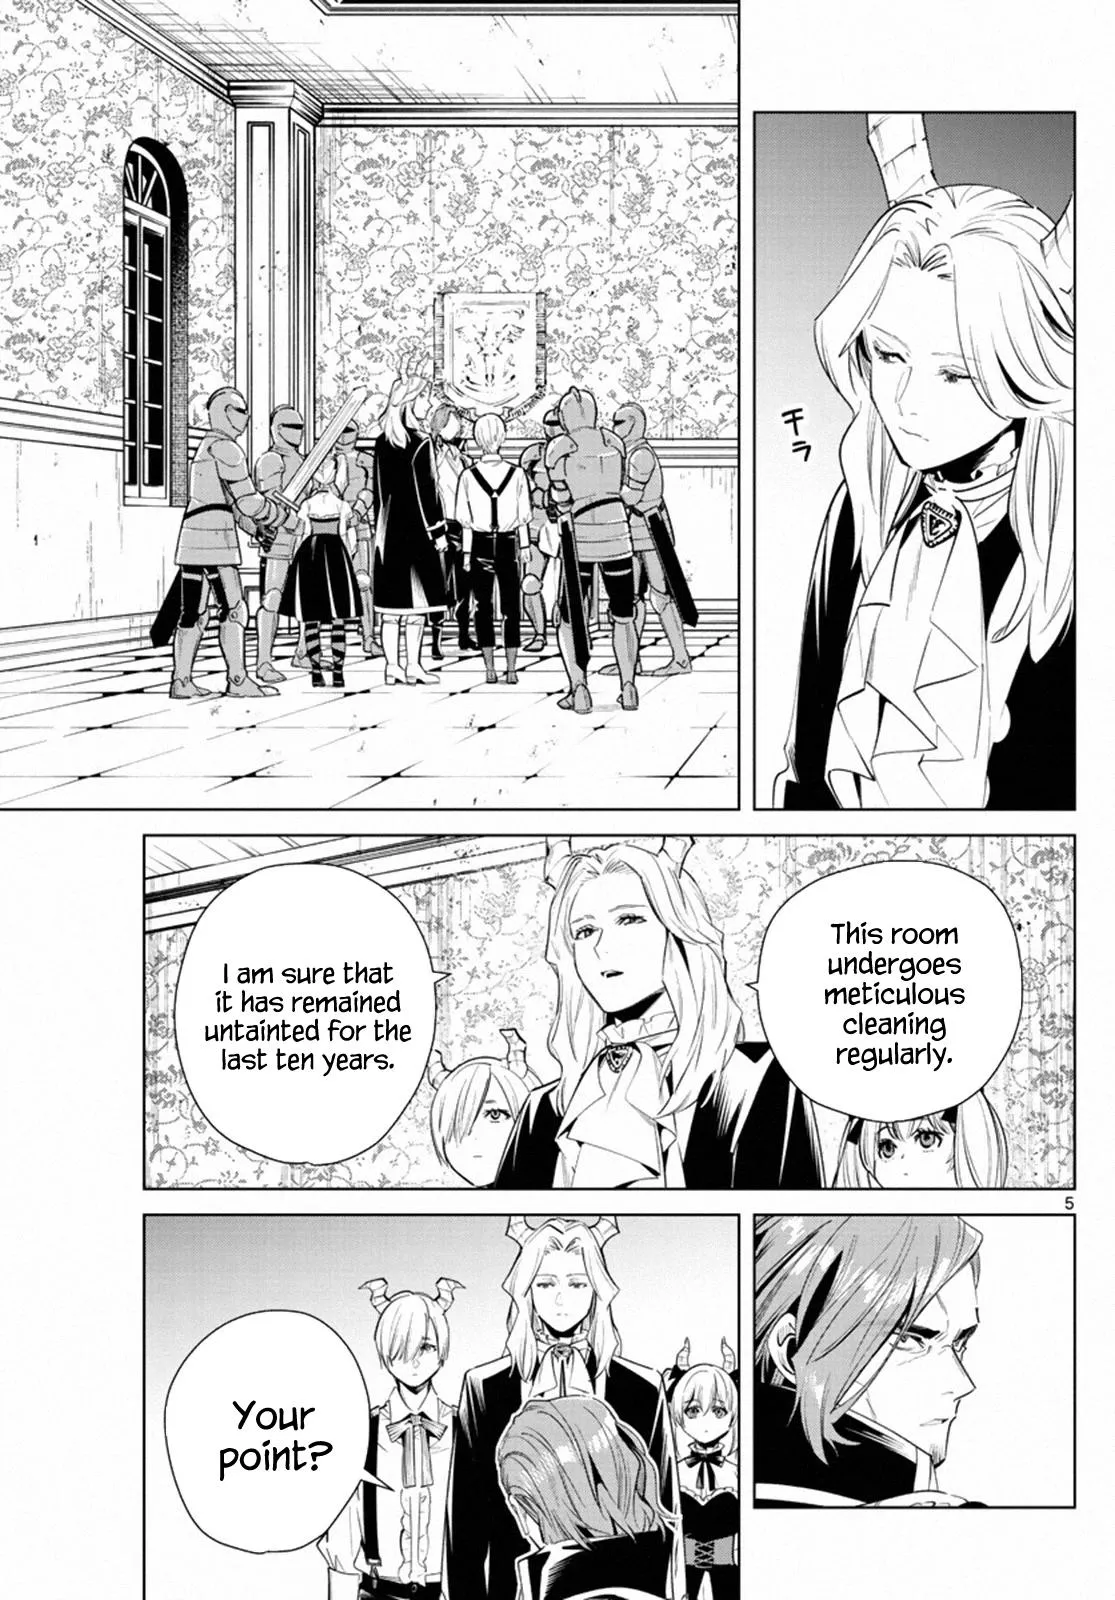 チラ
This room
undergoes
meticulous
cleaning
regularly.
I am sure that
it has remained
untainted for the
last ten years.
5
Your
point?